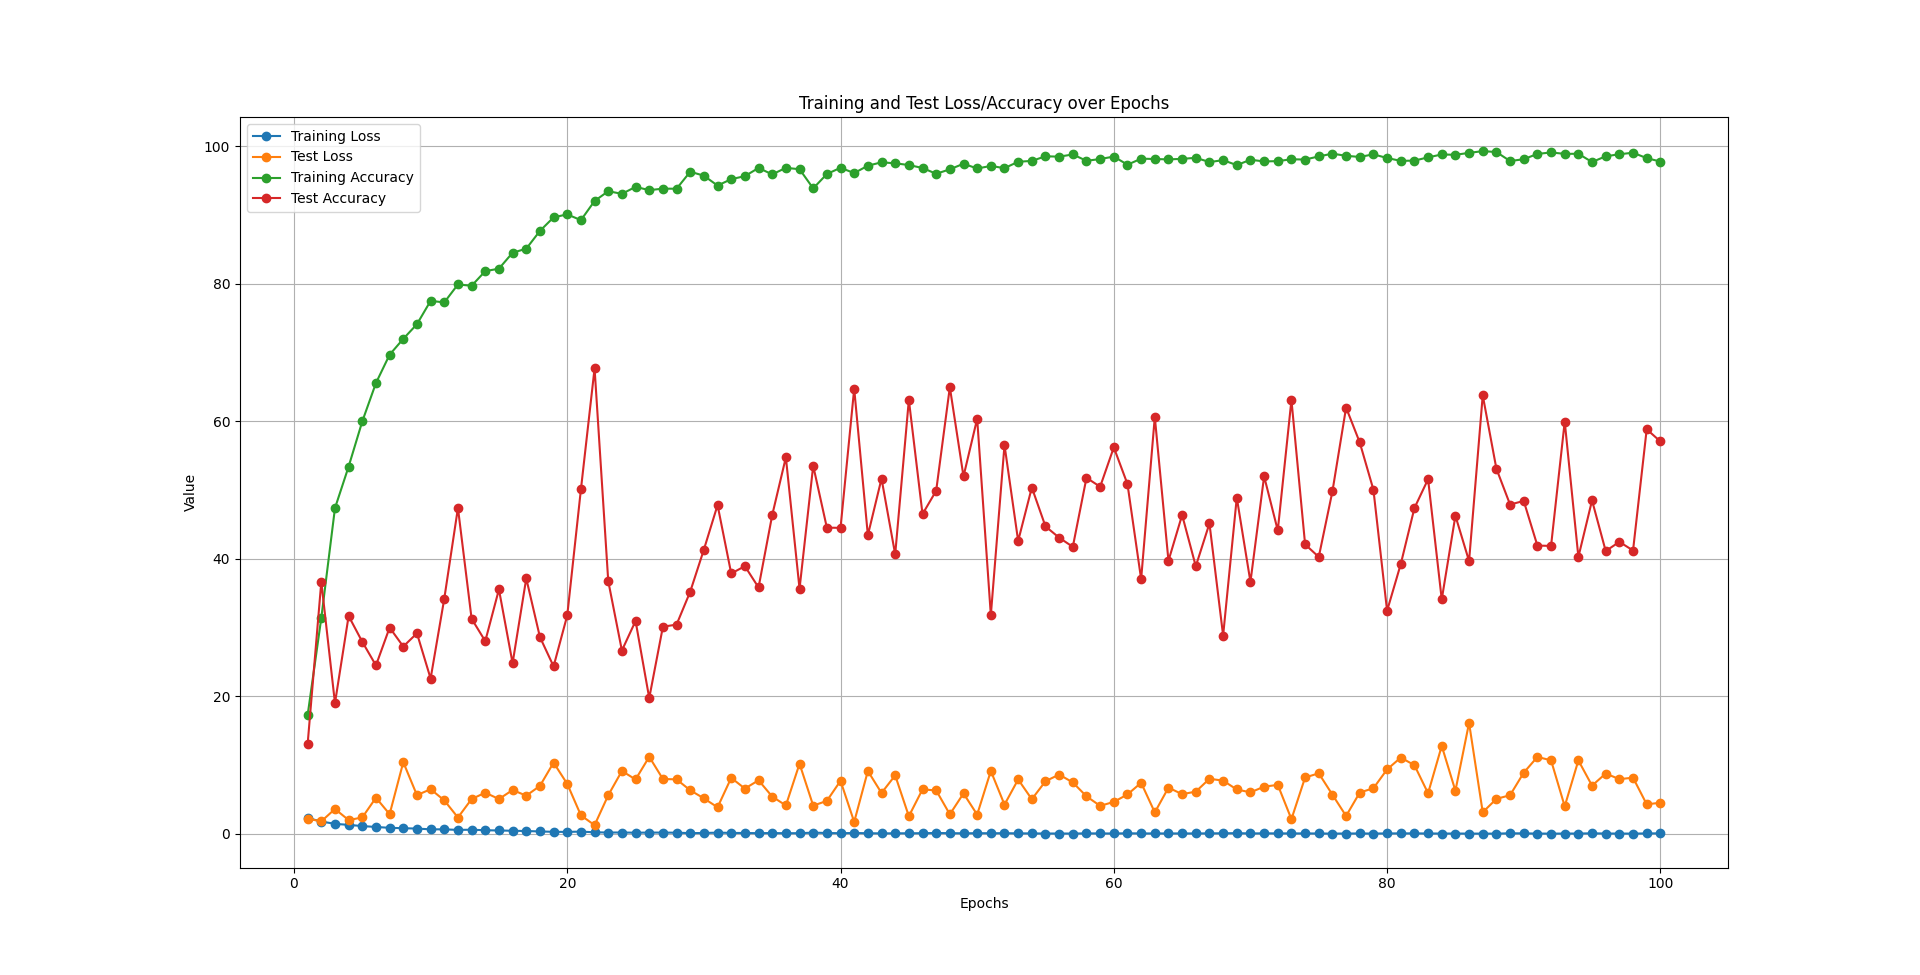 Training and Test Loss/Accuracy over Epochs
Training Loss
Test Loss
Training Accuracy
Test Accuracy
Value
100
80
60
40
20
0
0 20 40 60 80 100
Epochs